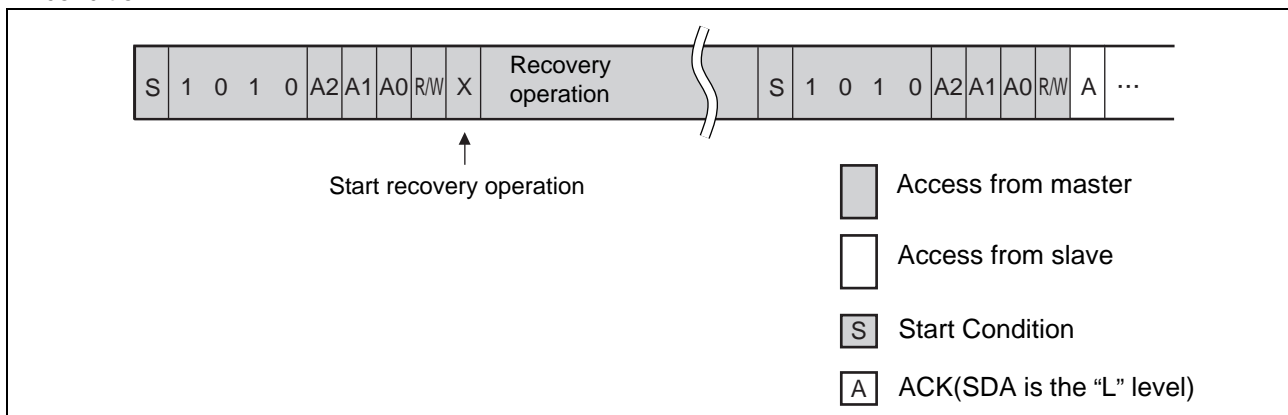 S 1 0 1 0 A2 A1 A0 R/W X Recovery operation S 1 0 1 0 A2 A1 A0 R/W A ...
Start recovery operation
Access from master
Access from slave
S Start Condition
A ACK(SDA is the “L” level)